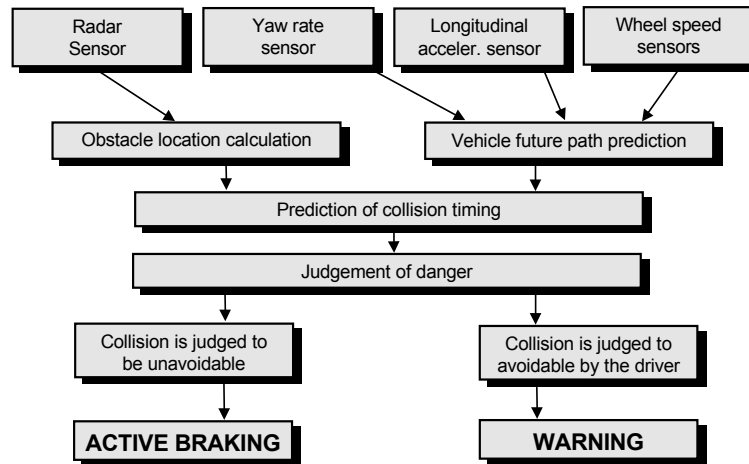 Radar
Sensor
Yaw rate
sensor
Longitudinal
acceler. sensor
Wheel speed
sensors
Obstacle location calculation
Vehicle future path prediction
Prediction of collision timing
Judgement of danger
Collision is judged to
be unavoidable
Collision is judged to
avoidable by the driver
ACTIVE BRAKING
WARNING